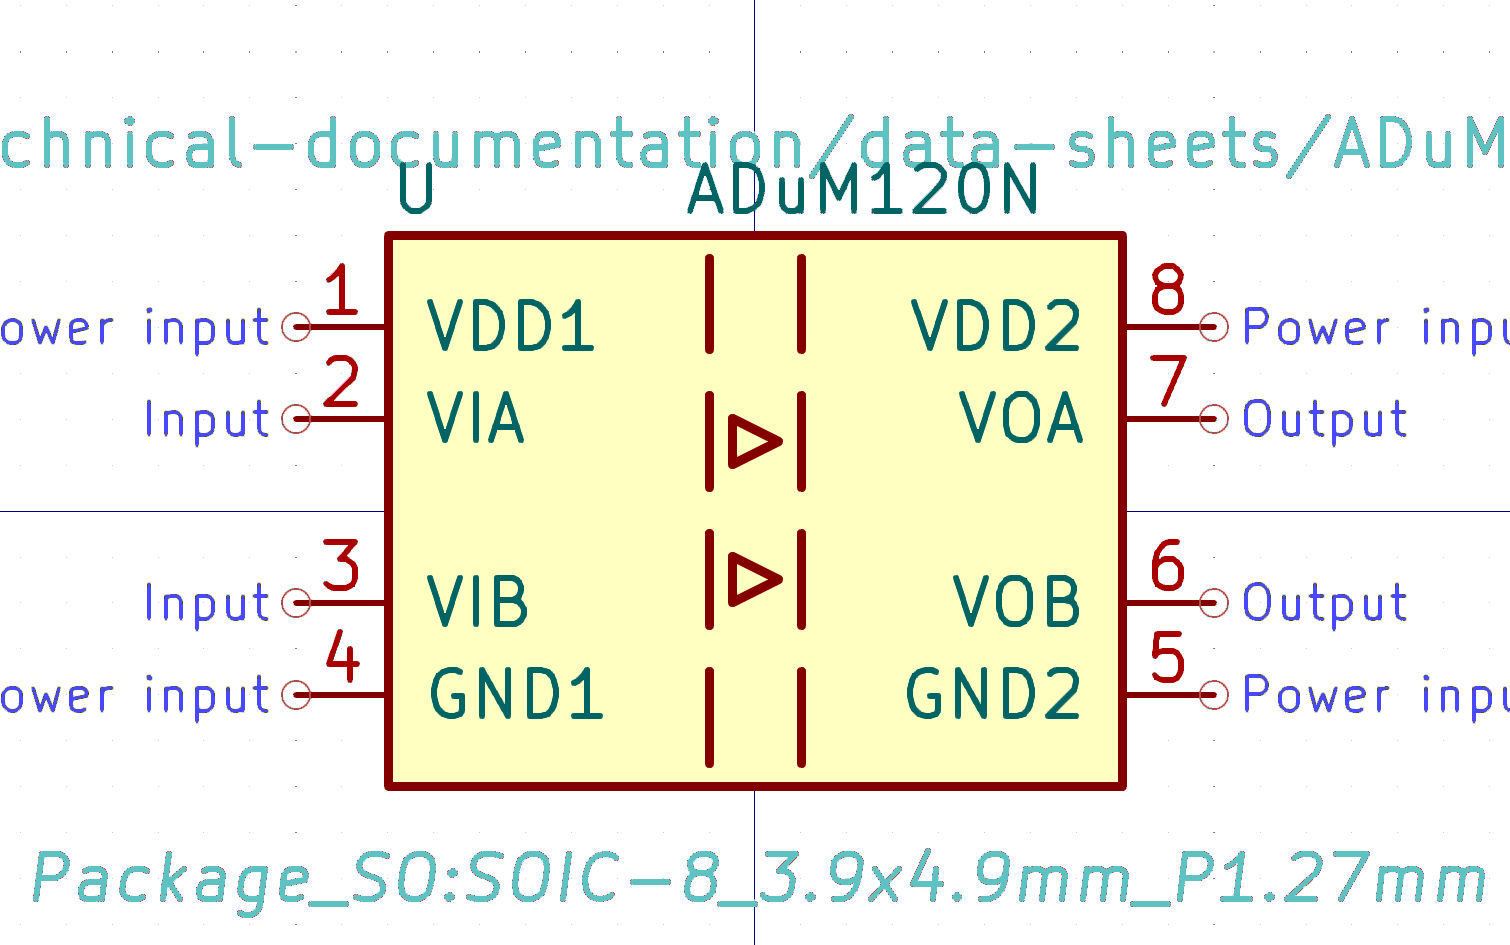 chnical-documentation/data-sheets/ADuM
U ADuM120N
ower input 1 VDD1 VDD2 8 Power inpu
Input 2 VIA VOA 7 Output
Input 3 VIB VOB 6 Output
ower input 4 GND1 GND2 5 Power inpu
Package_SO:SOIC-8_3.9x4.9mm_P1.27mm